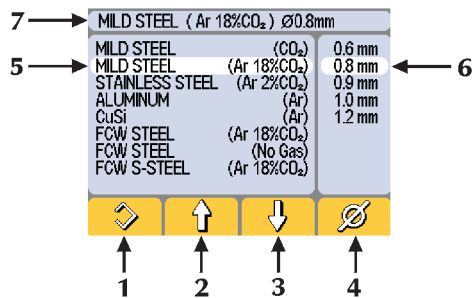 7
MILD STEEL ( Ar 18%CO₂ ) Ø0.8mm
MILD STEEL (CO₂) 0.6 mm
5 MILD STEEL (Ar 18%CO₂) 0.8 mm 6
STAINLESS STEEL (Ar 2%CO₂) 0.9 mm
ALUMINUM (Ar) 1.0 mm
CuSi (Ar) 1.2 mm
FCW STEEL (Ar 18%CO₂)
FCW STEEL (No Gas)
FCW S-STEEL (Ar 18%CO₂)
Ø
1 2 3 4